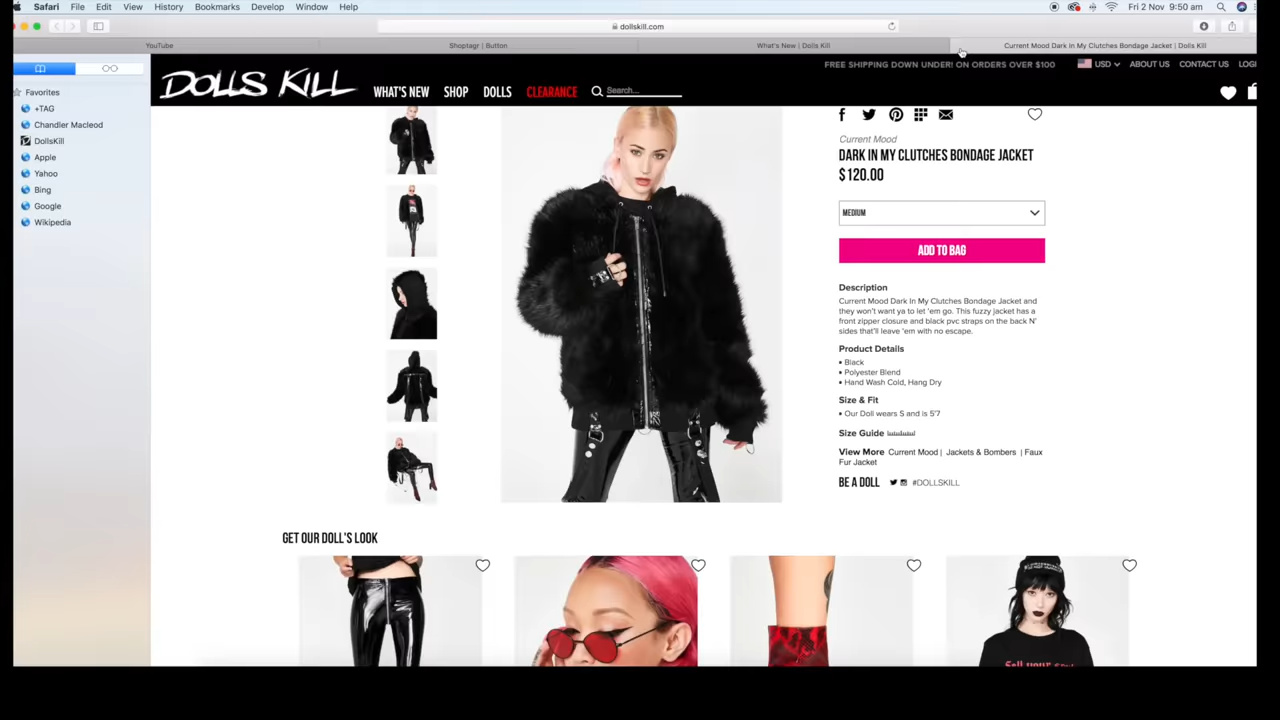 Safari File Edit View History Bookmarks Develop Window Help Fri 2 Nov 9:50 am
dollskill.com
YouTube Shoptagr | Button What's New | Dolls Kill Current Mood Dark In My Clutches Bondage Jacket | Dolls Kill
FREE SHIPPING DOWN UNDER! ON ORDERS OVER $100 USD ABOUT US CONTACT US LOGI
DOLLS KILL WHAT'S NEW SHOP DOLLS CLEARANCE Search...
Favorites
+TAG
Chandler Macleod
DollsKill
Apple
Yahoo
Bing
Google
Wikipedia
Current Mood
DARK IN MY CLUTCHES BONDAGE JACKET
$120.00
MEDIUM
ADD TO BAG
Description
Current Mood Dark In My Clutches Bondage Jacket and
they won't want ya to let 'em go. This fuzzy jacket has a
front zipper closure and black pvc straps on the back N'
sides that'll leave 'em with no escape.
Product Details
• Black
• Polyester Blend
• Hand Wash Cold, Hang Dry
Size & Fit
• Our Doll wears S and is 5'7
Size Guide
View More Current Mood | Jackets & Bombers | Faux
Fur Jacket
BE A DOLL #DOLLSKILL
GET OUR DOLL'S LOOK
Sell your soul